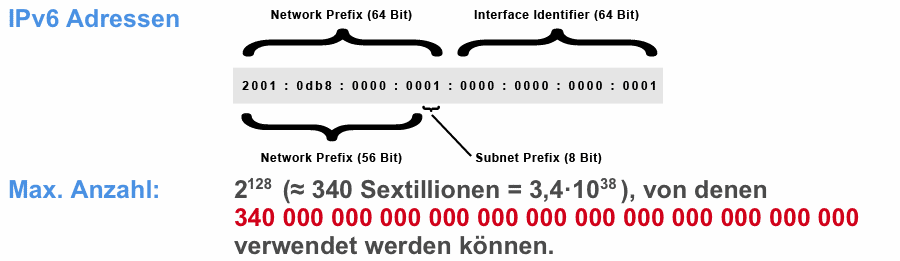 IPv6 Adressen
Network Prefix (64 Bit) Interface Identifier (64 Bit)
2001 : 0db8 : 0000 : 0001 : 0000 : 0000 : 0000 : 0001
Network Prefix (56 Bit) Subnet Prefix (8 Bit)
Max. Anzahl: 2¹²⁸ (≈ 340 Sextillionen = 3,4·10³⁸), von denen
340 000 000 000 000 000 000 000 000 000 000 000 000
verwendet werden können.